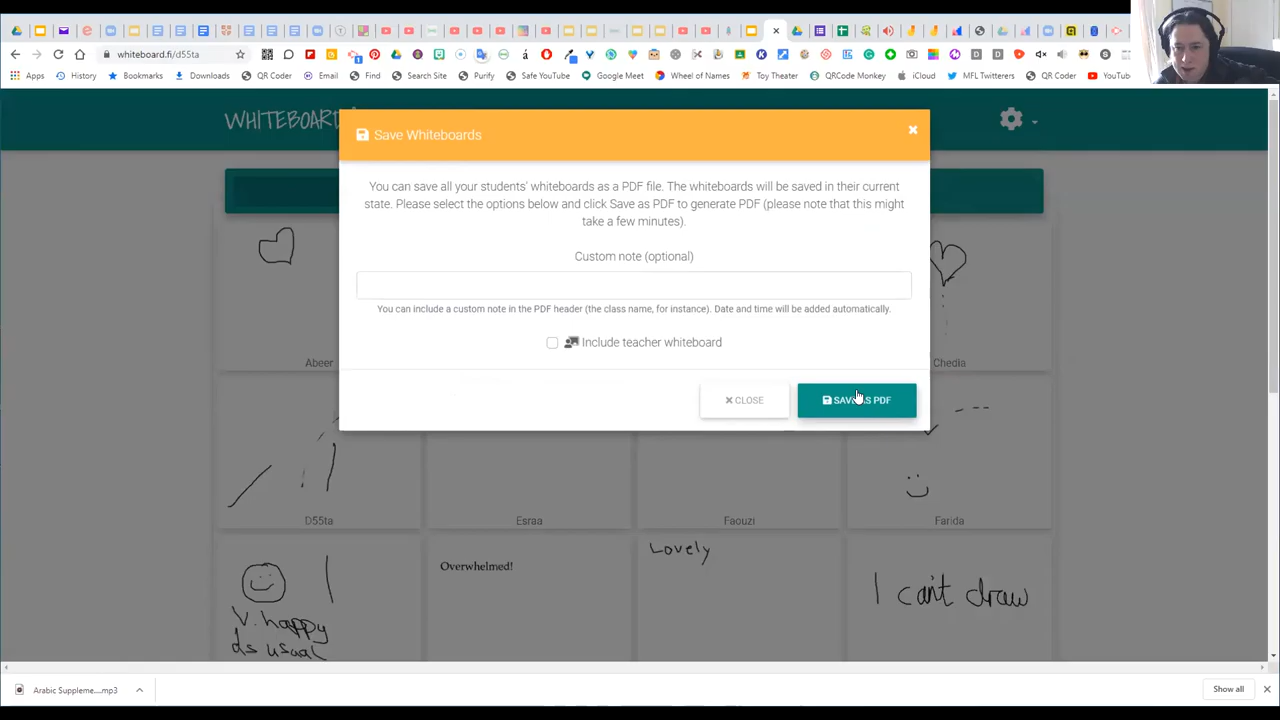 whiteboard.fi/d55ta
Apps
History
Bookmarks
Downloads
QR Coder
Email
Find
Search Site
Purify
Safe YouTube
Google Meet
Wheel of Names
Toy Theater
QRCode Monkey
iCloud
MFL Twitterers
QR Coder
YouTu
WHITEBOARD
Save Whiteboards
You can save all your students' whiteboards as a PDF file. The whiteboards will be saved in their current
state. Please select the options below and click Save as PDF to generate PDF (please note that this might
take a few minutes).
Custom note (optional)
You can include a custom note in the PDF header (the class name, for instance). Date and time will be added automatically.
Include teacher whiteboard
CLOSE
SAVE AS PDF
Abeer
Chedia
D55ta
Esraa
Faouzi
Farida
V. happy
as usual
Overwhelmed!
Lovely
I can't draw
Arabic Suppleme....mp3
Show all